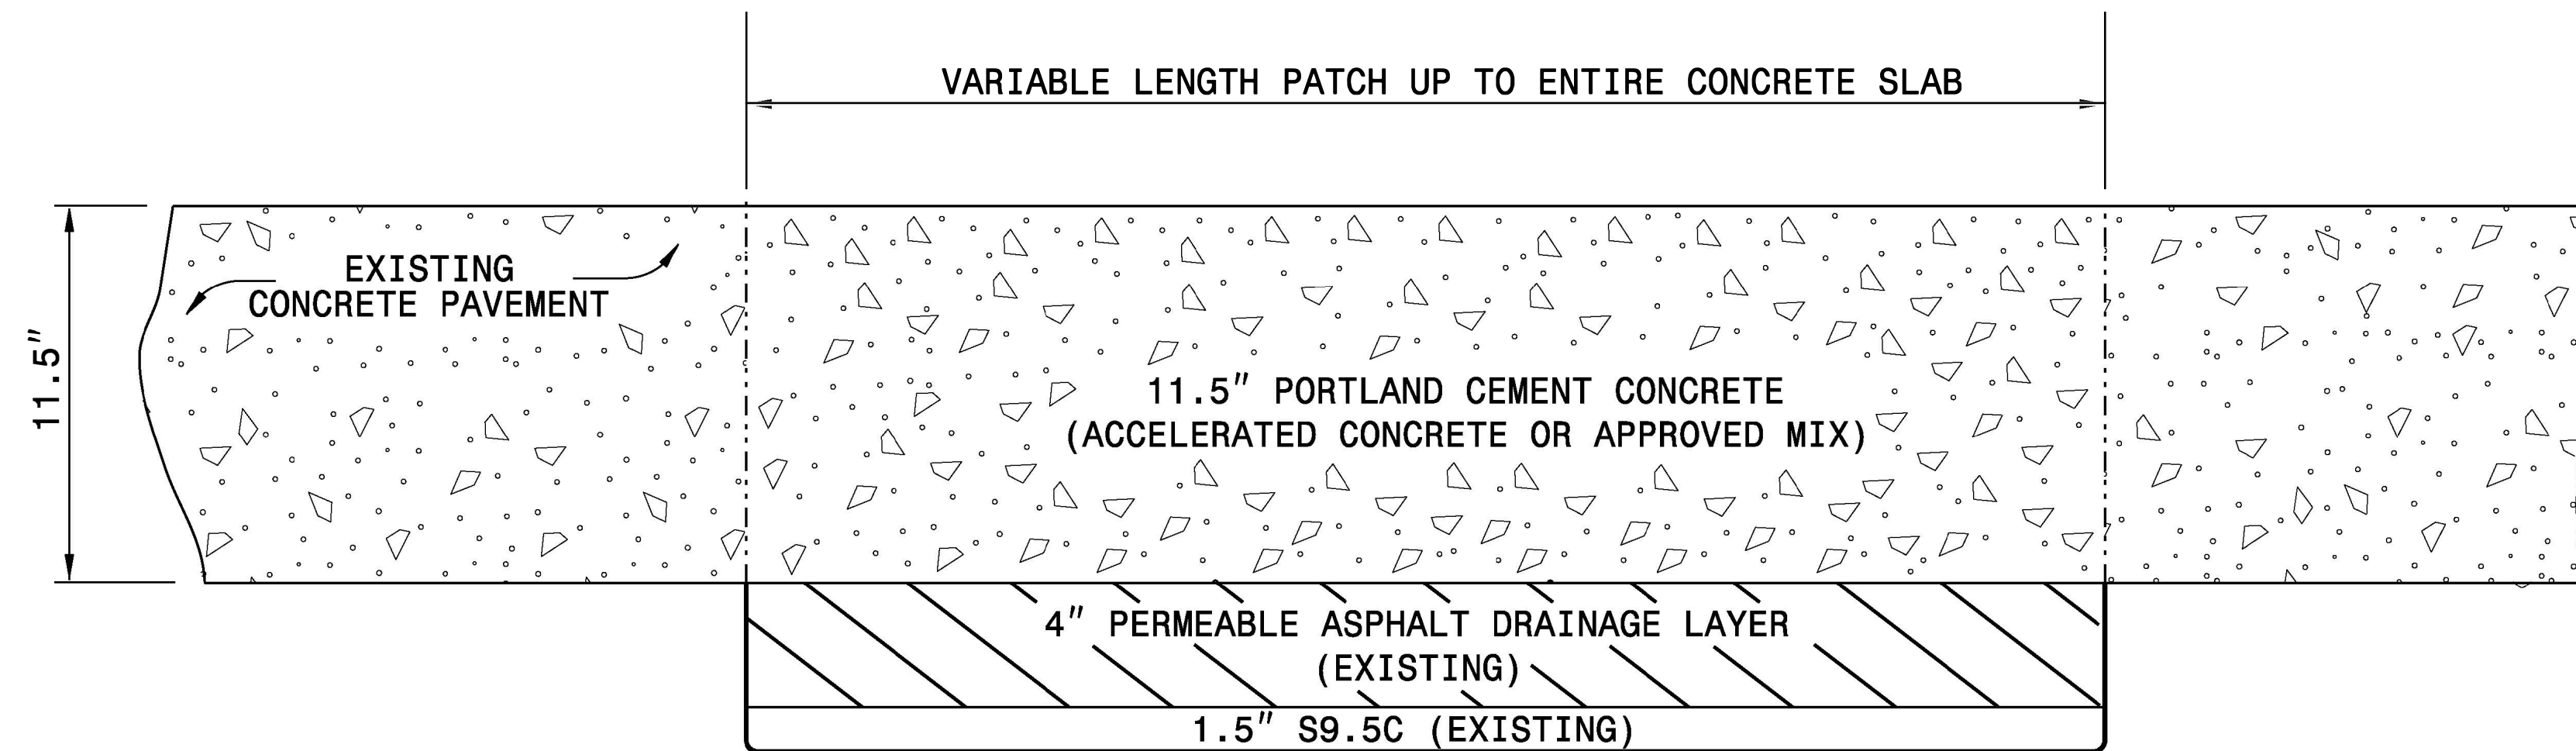 VARIABLE LENGTH PATCH UP TO ENTIRE CONCRETE SLAB
EXISTING
CONCRETE PAVEMENT
11.5"
11.5" PORTLAND CEMENT CONCRETE
(ACCELERATED CONCRETE OR APPROVED MIX)
4" PERMEABLE ASPHALT DRAINAGE LAYER
(EXISTING)
1.5" S9.5C (EXISTING)